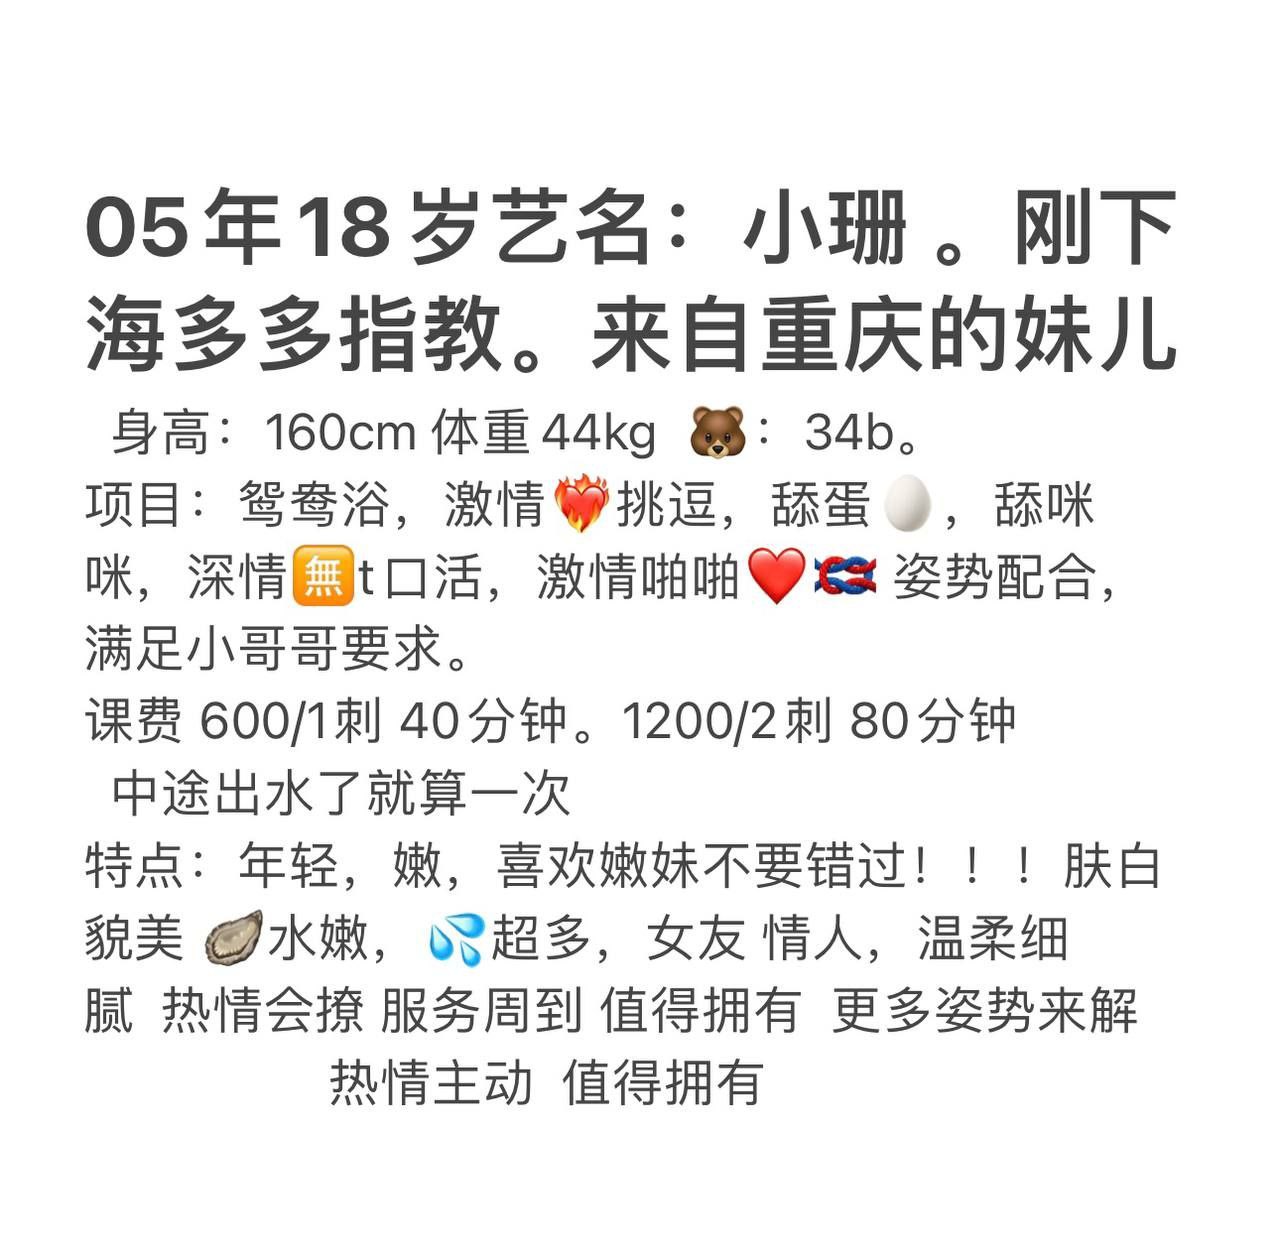 05年18岁艺名：小珊 。刚下
海多多指教。来自重庆的妹儿
身高：160cm 体重44kg 🐻：34b。
项目：鸳鸯浴，激情❤️‍🔥挑逗，舔蛋🥚，舔咪
咪，深情🈚t口活，激情啪啪❤️🪢 姿势配合，
满足小哥哥要求。
课费 600/1刺 40分钟。1200/2刺 80分钟
中途出水了就算一次
特点：年轻，嫩，喜欢嫩妹不要错过！！！肤白
貌美 🦪水嫩，💦超多，女友 情人，温柔细
腻 热情会撩 服务周到 值得拥有 更多姿势来解
热情主动 值得拥有